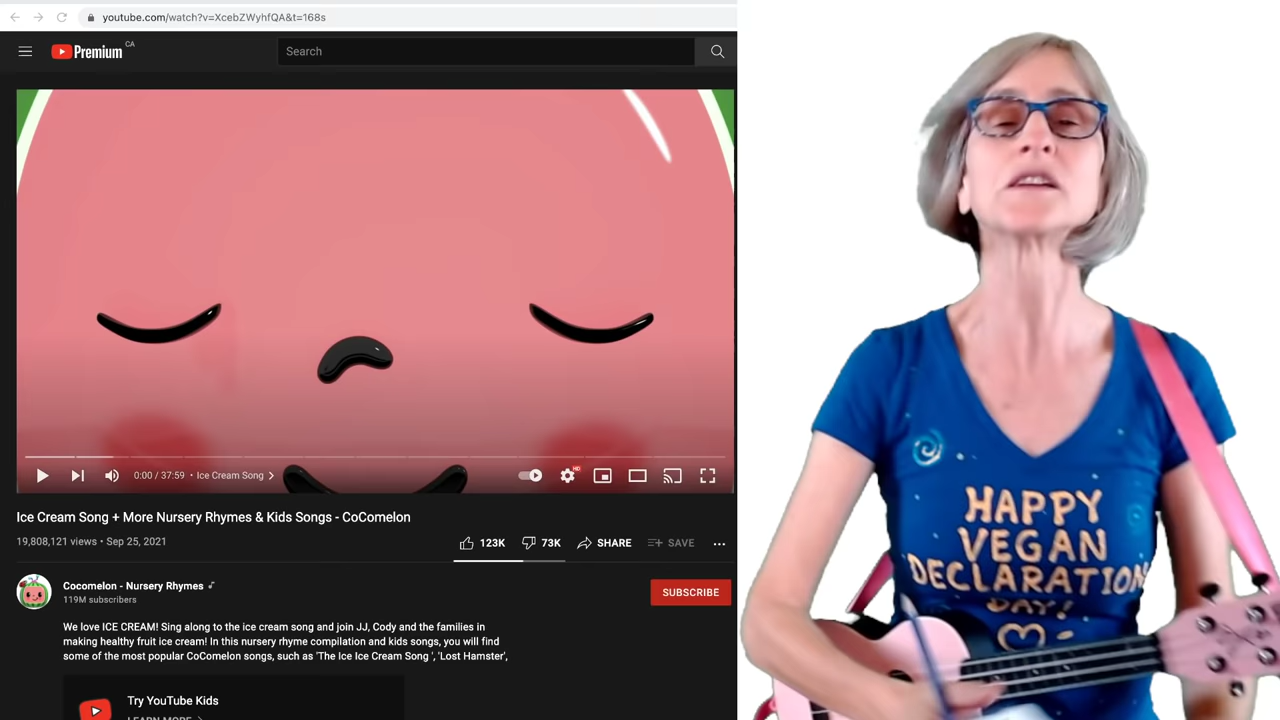 youtube.com/watch?v=XcebZWyhfQA&t=168s
Premium CA
Search
0:00 / 37:59 • Ice Cream Song
HD
Ice Cream Song + More Nursery Rhymes & Kids Songs - CoComelon
19,808,121 views • Sep 25, 2021
123K 73K SHARE SAVE
Cocomelon - Nursery Rhymes
119M subscribers
SUBSCRIBE
We love ICE CREAM! Sing along to the ice cream song and join JJ, Cody and the families in
making healthy fruit ice cream! In this nursery rhyme compilation and kids songs, you will find
some of the most popular CoComelon songs, such as 'The Ice Ice Cream Song ', 'Lost Hamster',
Try YouTube Kids
LEARN MORE
HAPPY
VEGAN
DECLARATION
DAY!